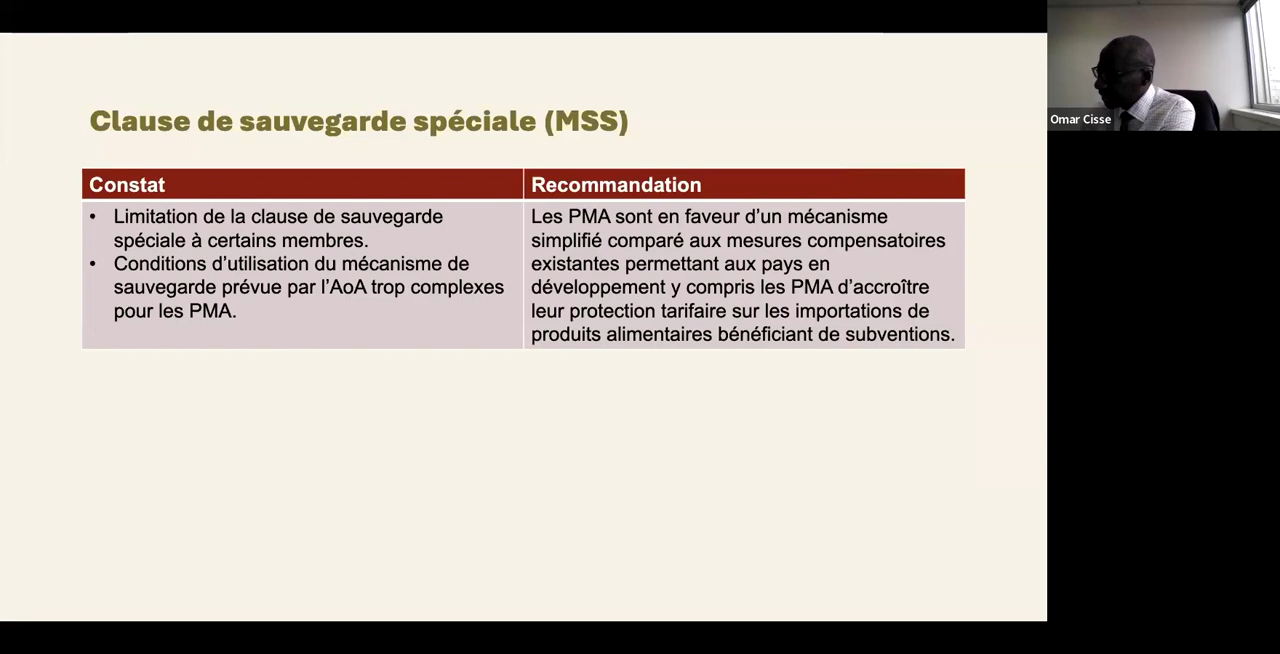 Clause de sauvegarde spéciale (MSS)
Constat
• Limitation de la clause de sauvegarde
spéciale à certains membres.
• Conditions d’utilisation du mécanisme de
sauvegarde prévue par l’AoA trop complexes
pour les PMA.
Recommandation
Les PMA sont en faveur d’un mécanisme
simplifié comparé aux mesures compensatoires
existantes permettant aux pays en
développement y compris les PMA d’accroître
leur protection tarifaire sur les importations de
produits alimentaires bénéficiant de subventions.
Omar Cisse